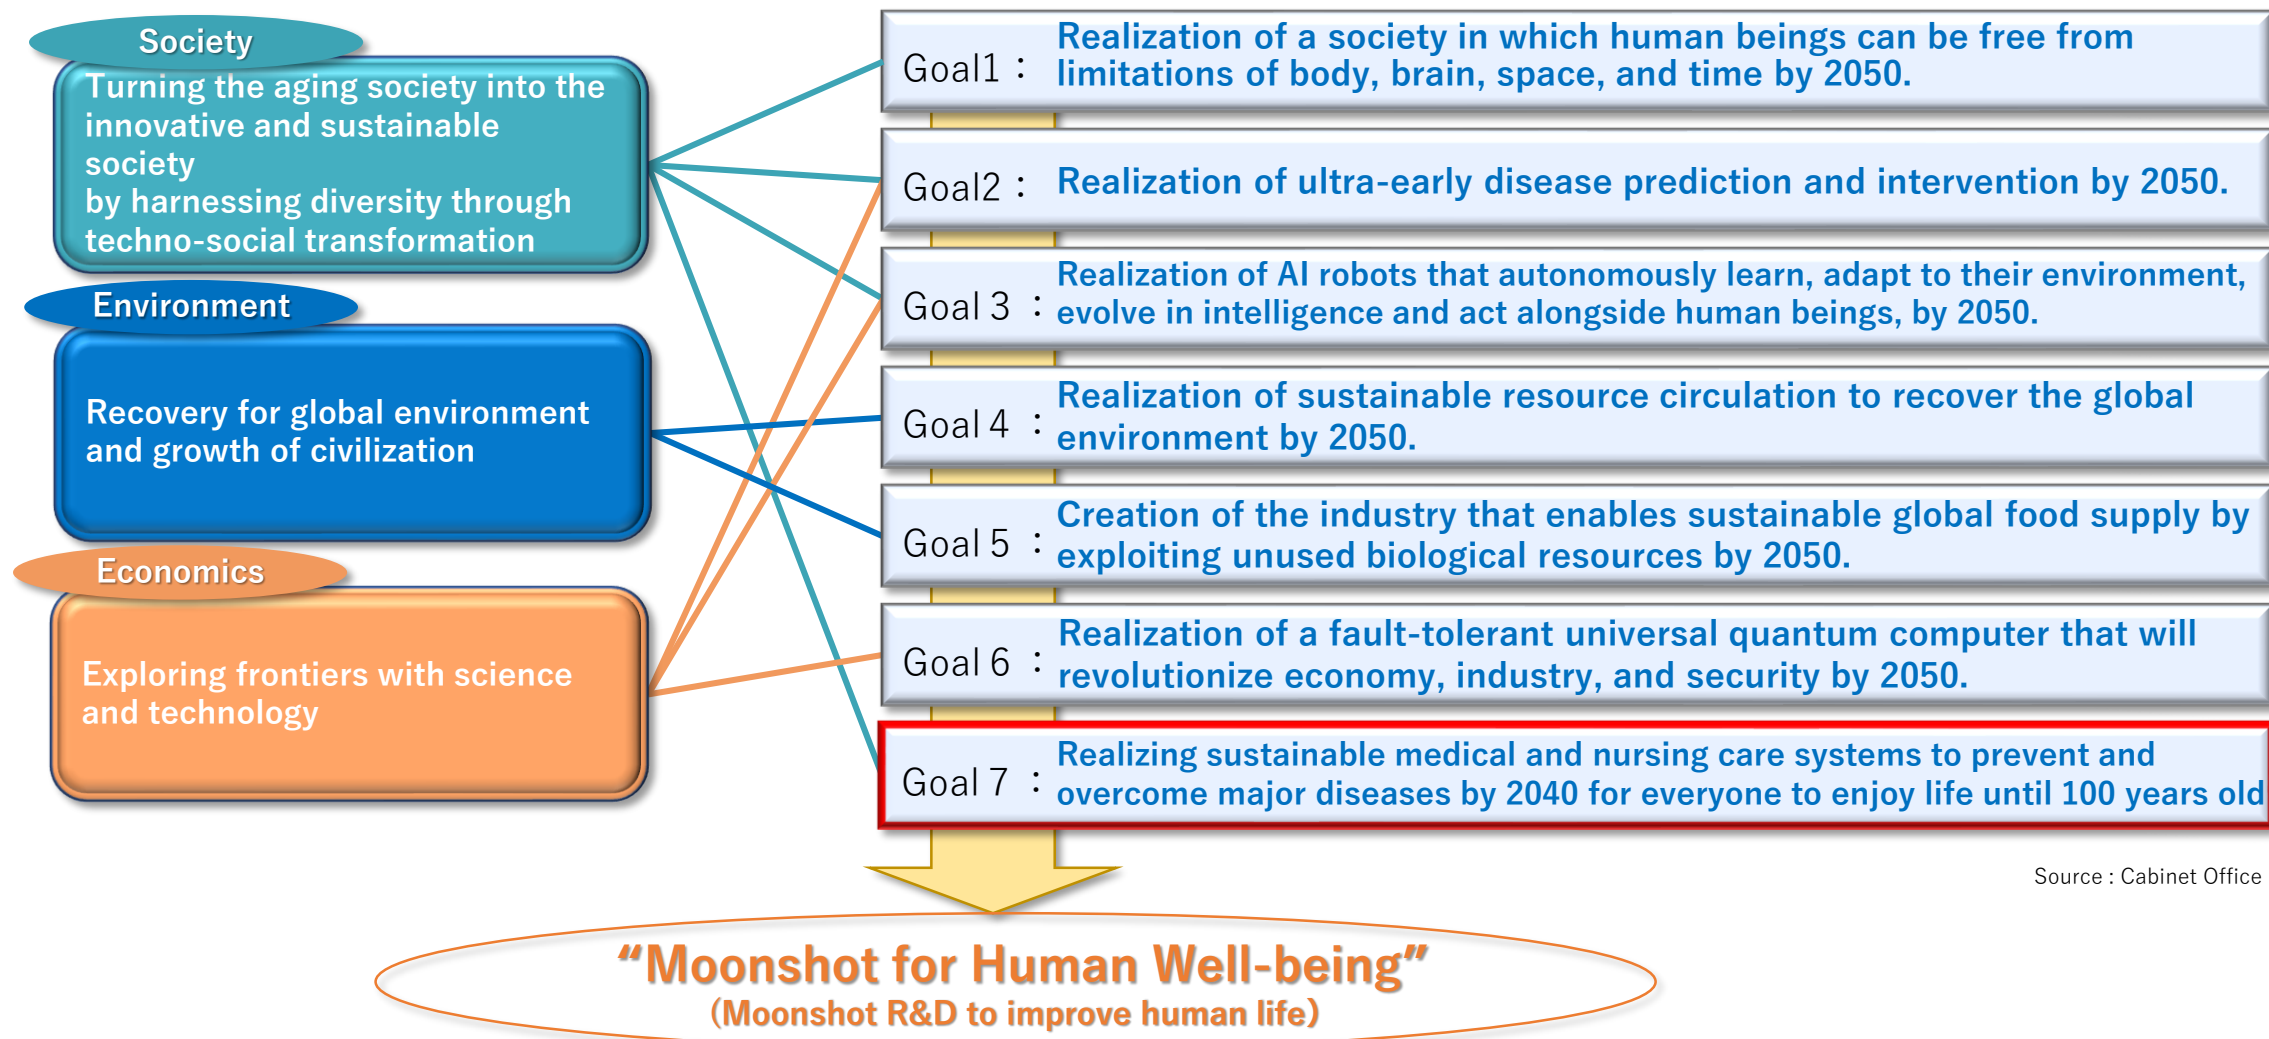 Society
Turning the aging society into the
innovative and sustainable
society
by harnessing diversity through
techno-social transformation
Environment
Recovery for global environment
and growth of civilization
Economics
Exploring frontiers with science
and technology
Goal1：
Realization of a society in which human beings can be free from
limitations of body, brain, space, and time by 2050.
Goal2：
Realization of ultra-early disease prediction and intervention by 2050.
Goal 3：
Realization of AI robots that autonomously learn, adapt to their environment,
evolve in intelligence and act alongside human beings, by 2050.
Goal 4：
Realization of sustainable resource circulation to recover the global
environment by 2050.
Goal 5：
Creation of the industry that enables sustainable global food supply by
exploiting unused biological resources by 2050.
Goal 6：
Realization of a fault-tolerant universal quantum computer that will
revolutionize economy, industry, and security by 2050.
Goal 7：
Realizing sustainable medical and nursing care systems to prevent and
overcome major diseases by 2040 for everyone to enjoy life until 100 years old
Source : Cabinet Office
“Moonshot for Human Well-being”
(Moonshot R&D to improve human life)